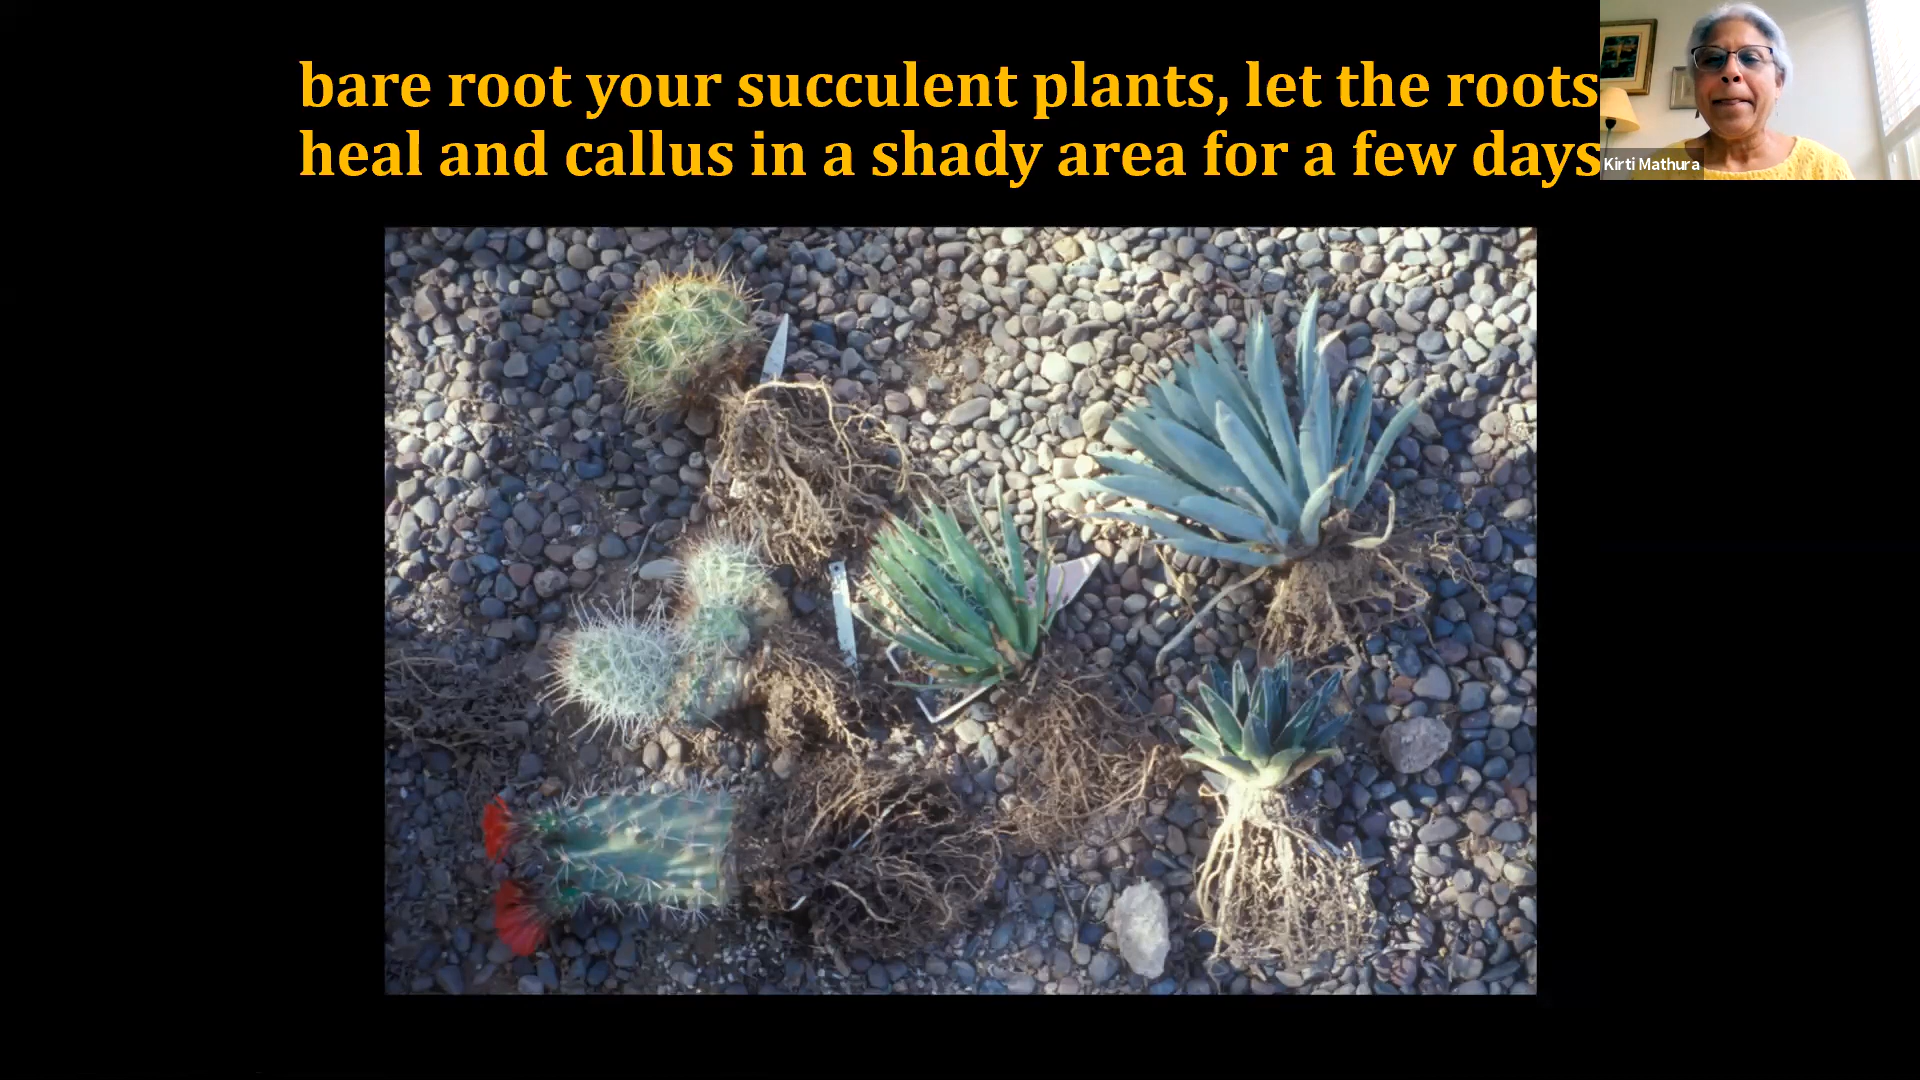 bare root your succulent plants, let the roots
heal and callus in a shady area for a few days
Kirti Mathura